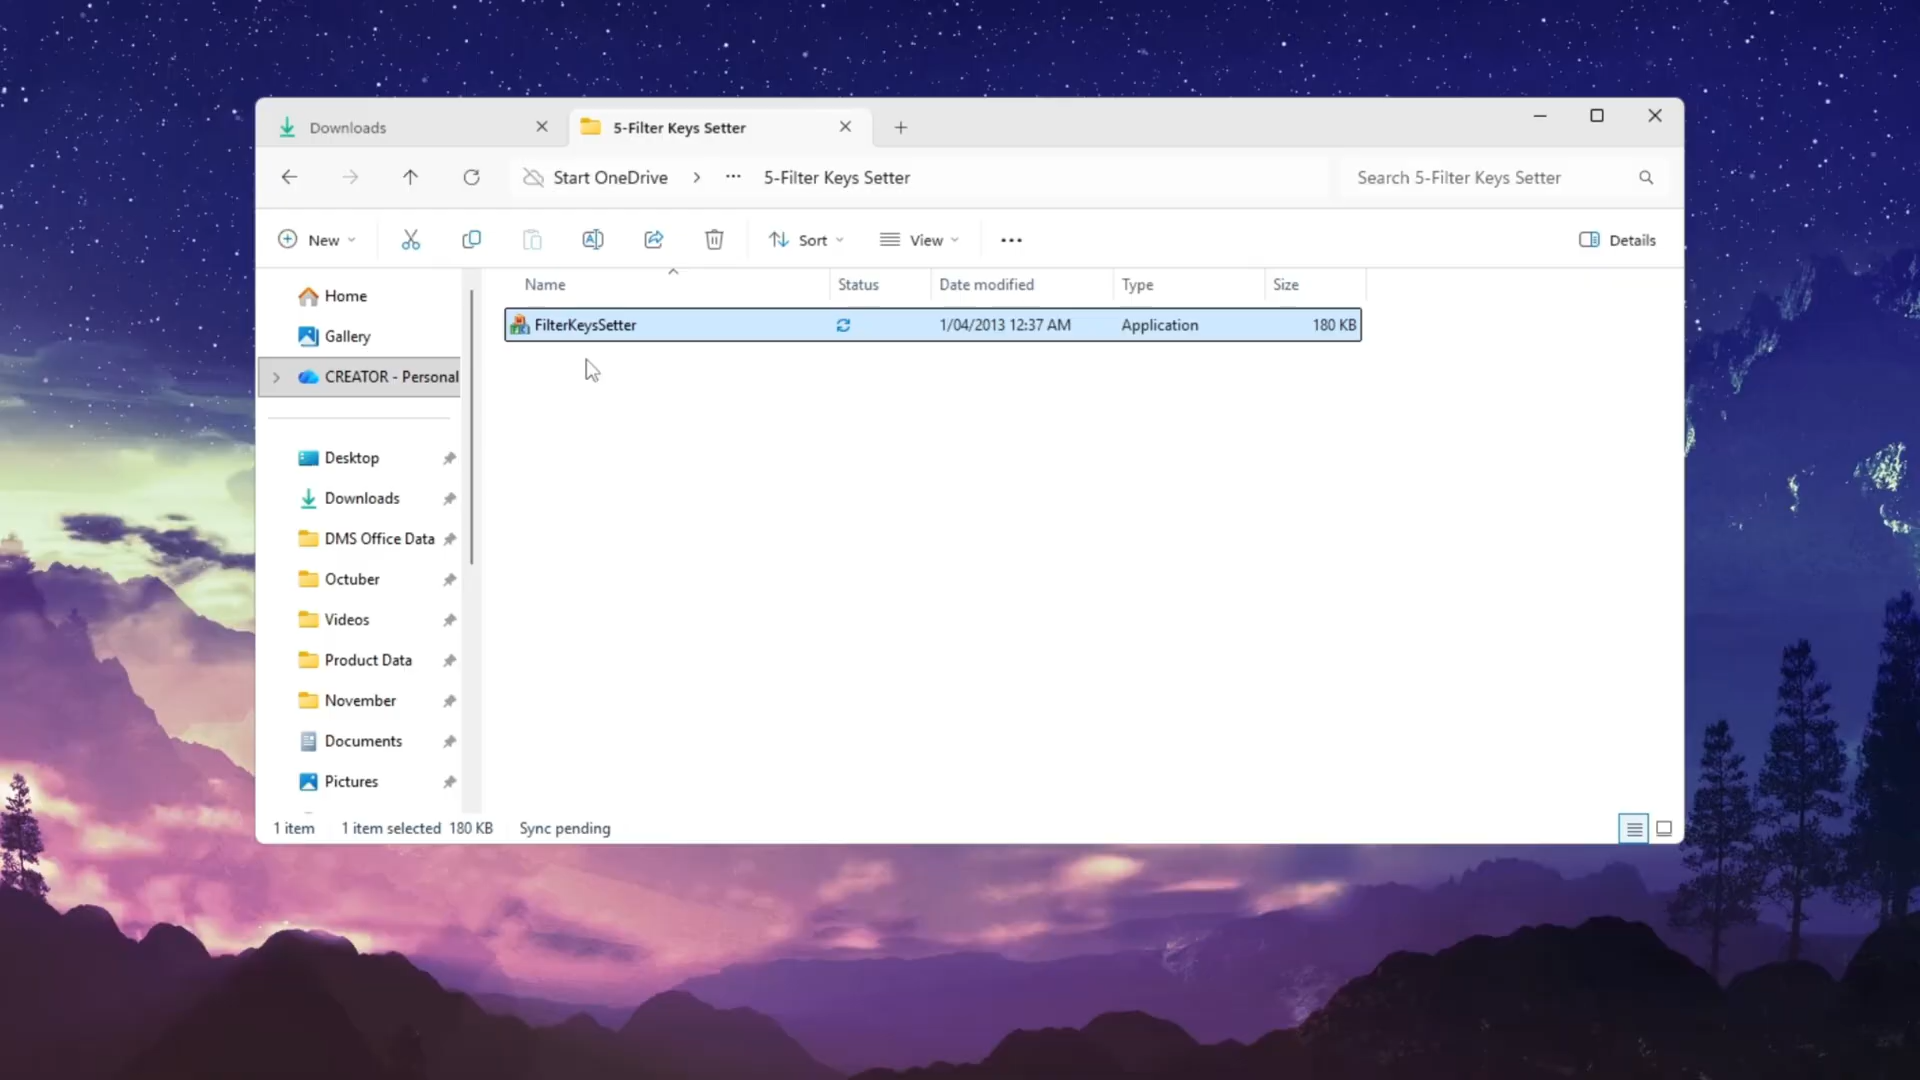 Downloads
5-Filter Keys Setter
Start OneDrive
5-Filter Keys Setter
Search 5-Filter Keys Setter
New
Sort
View
Details
Name
Status
Date modified
Type
Size
FilterKeysSetter
1/04/2013 12:37 AM
Application
180 KB
Home
Gallery
CREATOR - Personal
Desktop
Downloads
DMS Office Data
Octuber
Videos
Product Data
November
Documents
Pictures
1 item
1 item selected 180 KB
Sync pending